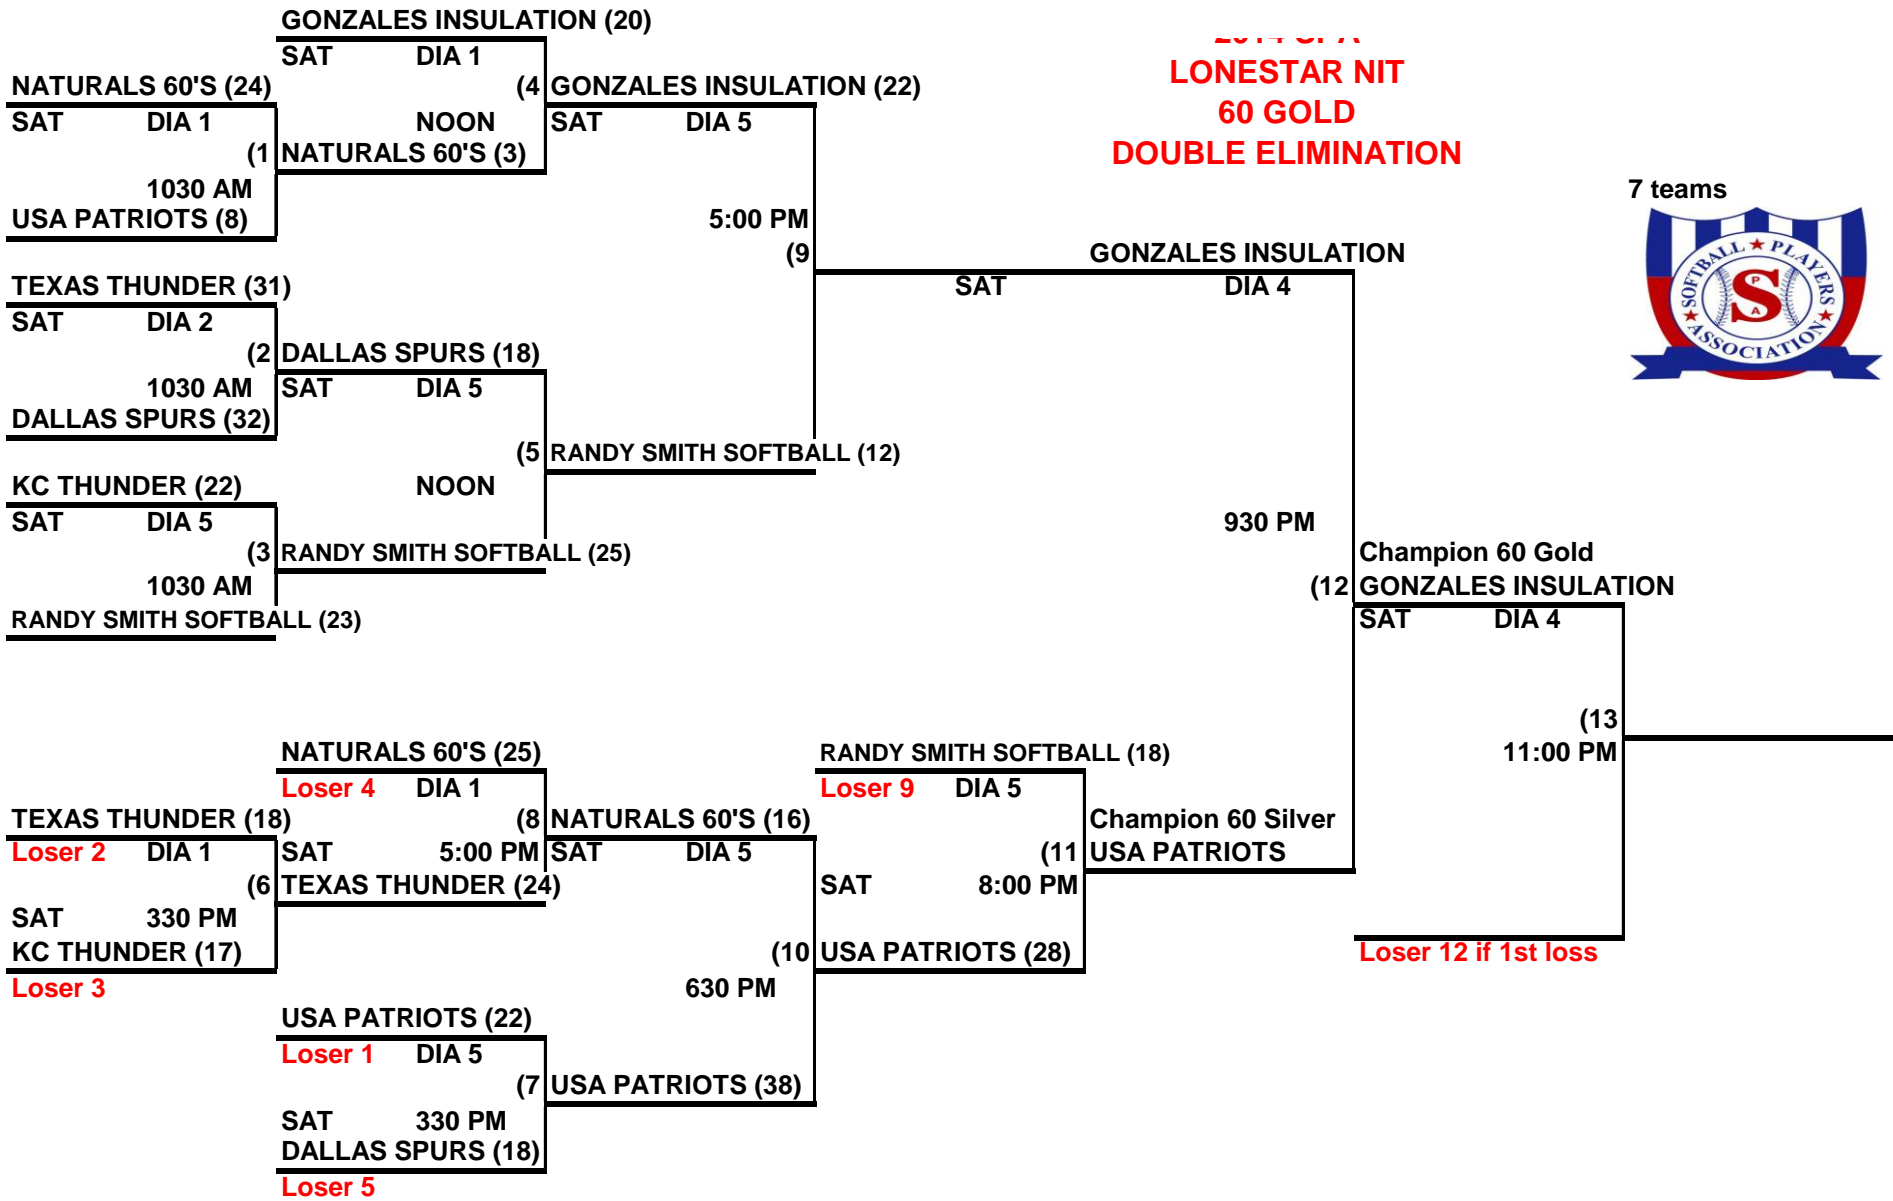 GONZALES INSULATION (20)
SAT DIA 1
NATURALS 60'S (24)
(4 GONZALES INSULATION (22)
SAT DIA 1
NOON
SAT DIA 5
(1 NATURALS 60'S (3)
1030 AM
USA PATRIOTS (8)
5:00 PM
(9
GONZALES INSULATION
TEXAS THUNDER (31)
SAT DIA 4
SAT DIA 2
(2 DALLAS SPURS (18)
1030 AM
SAT DIA 5
DALLAS SPURS (32)
(5 RANDY SMITH SOFTBALL (12)
KC THUNDER (22)
NOON
SAT DIA 5
930 PM
(3 RANDY SMITH SOFTBALL (25)
1030 AM
RANDY SMITH SOFTBALL (23)
LONESTAR NIT
60 GOLD
DOUBLE ELIMINATION
7 teams
SOFTBALL ★ PLAYERS
P
S
A
★ ASSOCIATION ★
Champion 60 Gold
(12 GONZALES INSULATION
SAT DIA 4
(13
11:00 PM
NATURALS 60'S (25)
RANDY SMITH SOFTBALL (18)
Loser 4 DIA 1
Loser 9 DIA 5
TEXAS THUNDER (18)
(8 NATURALS 60'S (16)
Champion 60 Silver
Loser 2 DIA 1
SAT 5:00 PM
SAT DIA 5
(11 USA PATRIOTS
(6 TEXAS THUNDER (24)
SAT 8:00 PM
SAT 330 PM
KC THUNDER (17)
(10 USA PATRIOTS (28)
Loser 12 if 1st loss
Loser 3
630 PM
USA PATRIOTS (22)
Loser 1 DIA 5
(7 USA PATRIOTS (38)
SAT 330 PM
DALLAS SPURS (18)
Loser 5